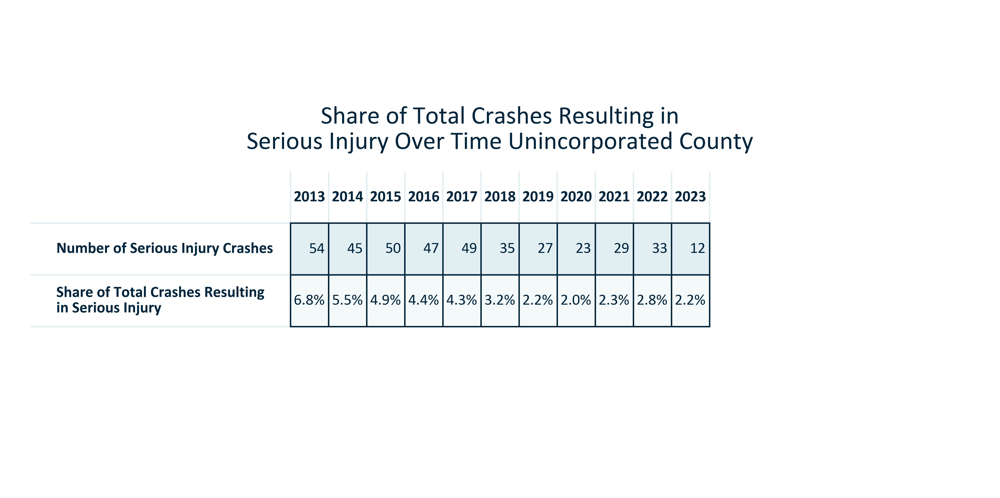 Share of Total Crashes Resulting in
Serious Injury Over Time Unincorporated County
2013 2014 2015 2016 2017 2018 2019 2020 2021 2022 2023
Number of Serious Injury Crashes 54 45 50 47 49 35 27 23 29 33 12
Share of Total Crashes Resulting
in Serious Injury
6.8% 5.5% 4.9% 4.4% 4.3% 3.2% 2.2% 2.0% 2.3% 2.8% 2.2%